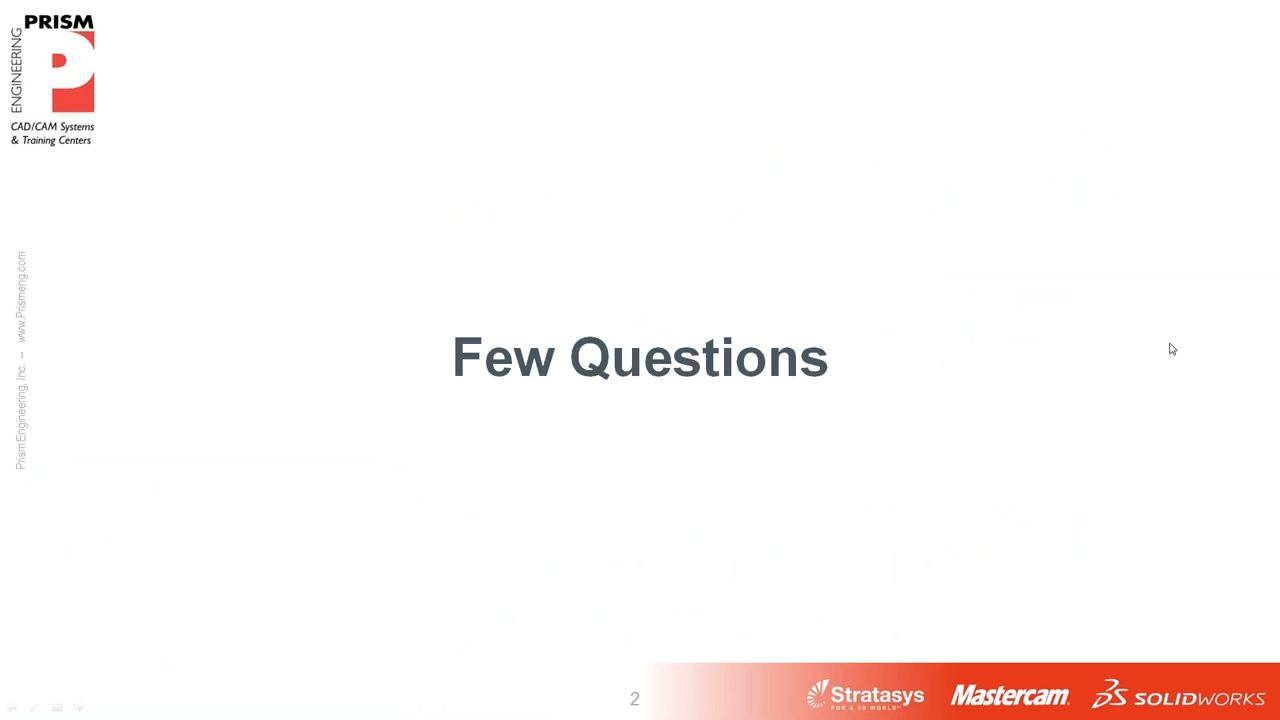 PRISM
ENGINEERING
P
CAD/CAM Systems
& Training Centers
Prism Engineering, Inc. -- www.Prismeng.com
Few Questions
2
Stratasys
FOR A 3D WORLD™
Mastercam®
SOLIDWORKS